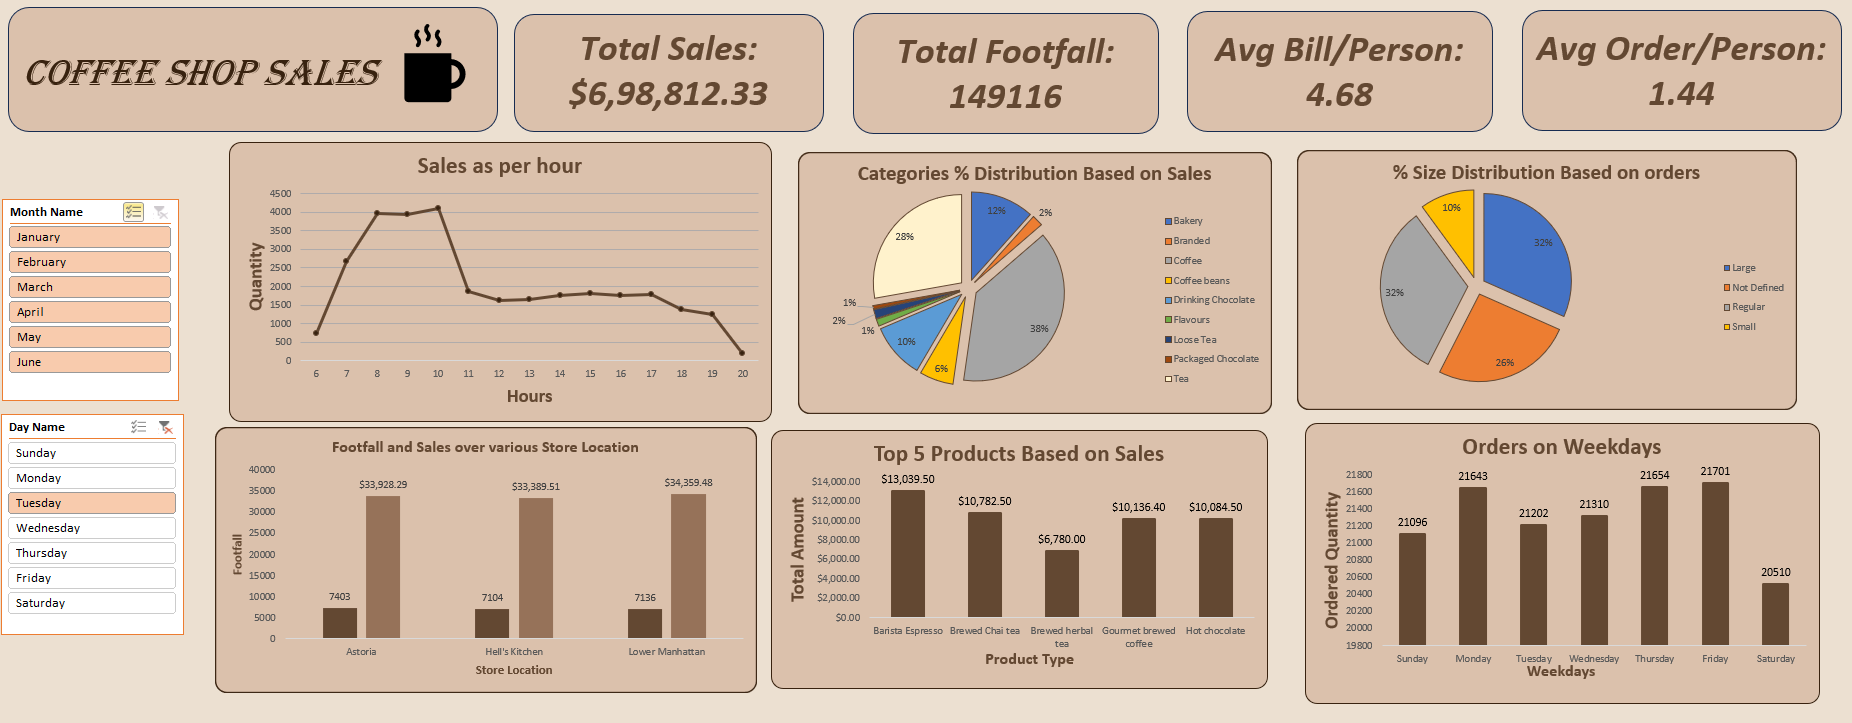 COFFEE SHOP SALES
Total Sales:
$6,98,812.33
Total Footfall:
149116
Avg Bill/Person:
4.68
Avg Order/Person:
1.44
Month Name
January
February
March
April
May
June
Day Name
Sunday
Monday
Tuesday
Wednesday
Thursday
Friday
Saturday
Sales as per hour
Quantity
4500
4000
3500
3000
2500
2000
1500
1000
500
0
6 7 8 9 10 11 12 13 14 15 16 17 18 19 20
Hours
Categories % Distribution Based on Sales
12%
2%
38%
6%
10%
1%
2%
1%
28%
Bakery
Branded
Coffee
Coffee beans
Drinking Chocolate
Flavours
Loose Tea
Packaged Chocolate
Tea
% Size Distribution Based on orders
32%
26%
32%
10%
Large
Not Defined
Regular
Small
Footfall and Sales over various Store Location
Footfall
40000
35000
30000
25000
20000
15000
10000
5000
0
$33,928.29
$33,389.51
$34,359.48
7403
7104
7136
Astoria
Hell's Kitchen
Lower Manhattan
Store Location
Top 5 Products Based on Sales
Total Amount
$14,000.00
$12,000.00
$10,000.00
$8,000.00
$6,000.00
$4,000.00
$2,000.00
$0.00
$13,039.50
$10,782.50
$6,780.00
$10,136.40
$10,084.50
Barista Espresso
Brewed Chai tea
Brewed herbal
tea
Gourmet brewed
coffee
Hot chocolate
Product Type
Orders on Weekdays
Ordered Quantity
21800
21600
21400
21200
21000
20800
20600
20400
20200
20000
19800
21096
21643
21202
21310
21654
21701
20510
Sunday
Monday
Tuesday
Wednesday
Thursday
Friday
Saturday
Weekdays